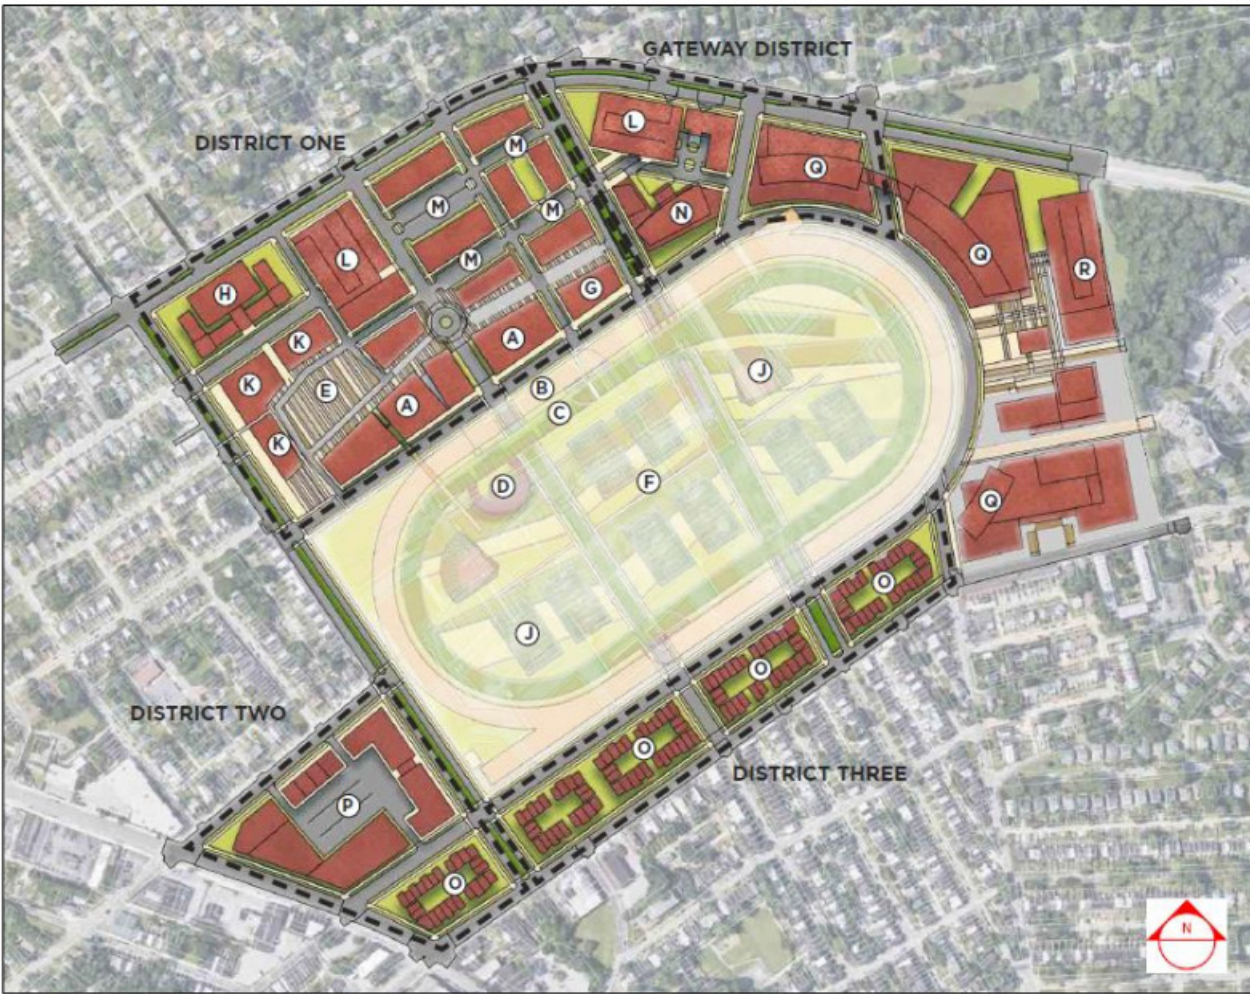 GATEWAY DISTRICT
DISTRICT ONE
L
M
Q
M
M
N
L
M
Q
R
H
G
K
A
J
K
E
B
A
C
K
F
D
Q
O
J
O
DISTRICT TWO
O
DISTRICT THREE
P
O
N